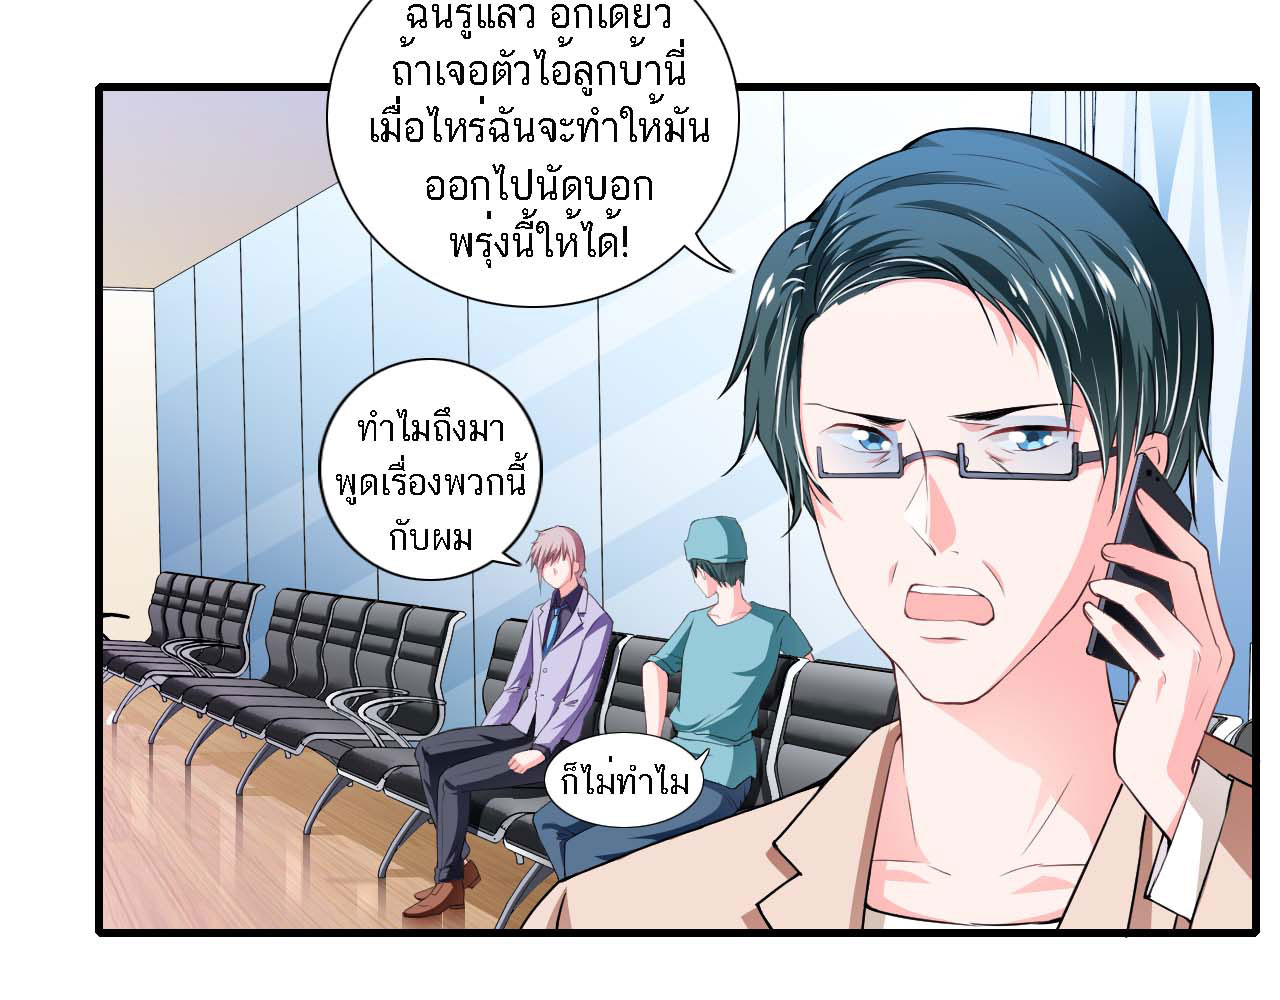 ฉันรู้แล้ว อีกเดี๋ยว
ถ้าเจอตัวไอ้ลูกบ้านี่
เมื่อไหร่ฉันจะทำให้มัน
ออกไปนัดบอก
พรุ่งนี้ให้ได้!
ทำไมถึงมา
พูดเรื่องพวกนี้
กับผม
ก็ไม่ทำไม